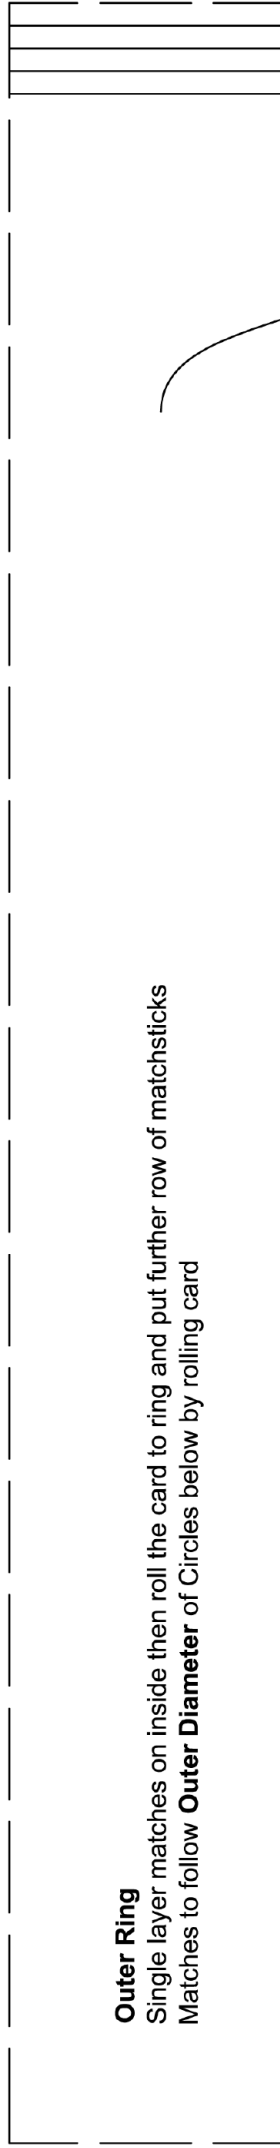 Outer Ring
Single layer matches on inside then roll the card to ring and put further row of matchsticks
Matches to follow Outer Diameter of Circles below by rolling card